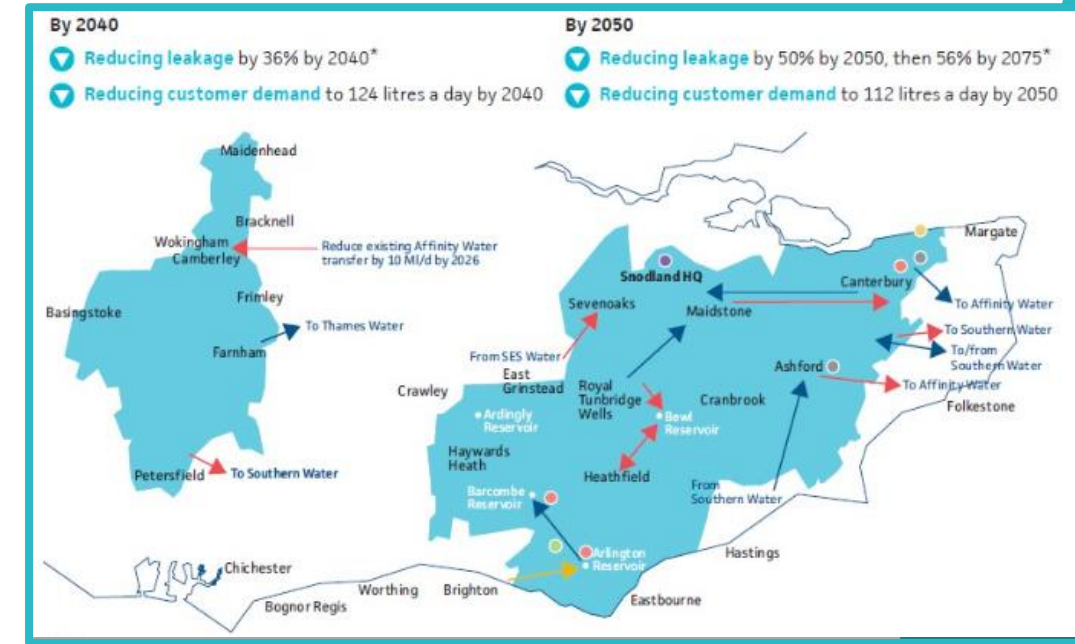 By 2040
Reducing leakage by 36% by 2040*
Reducing customer demand to 124 litres a day by 2040
By 2050
Reducing leakage by 50% by 2050, then 56% by 2075*
Reducing customer demand to 112 litres a day by 2050
Maidenhead
Bracknell
Wokingham
Camberley
Reduce existing Affinity Water
transfer by 10 Ml/d by 2026
Frimley
Basingstoke
To Thames Water
Farnham
Petersfield
To Southern Water
Margate
Snodland HQ
Canterbury
Sevenoaks
Maidstone
To Affinity Water
To Southern Water
To/from
Southern Water
From SES Water
East
Grinstead
Ashford
Crawley
Royal
Tunbridge
Wells
Cranbrook
To Affinity Water
Folkestone
Ardingly
Reservoir
Bewl
Reservoir
Haywards
Heath
Heathfield
Barcombe
Reservoir
From
Southern Water
Arlington
Reservoir
Hastings
Chichester
Bognor Regis
Worthing
Brighton
Eastbourne